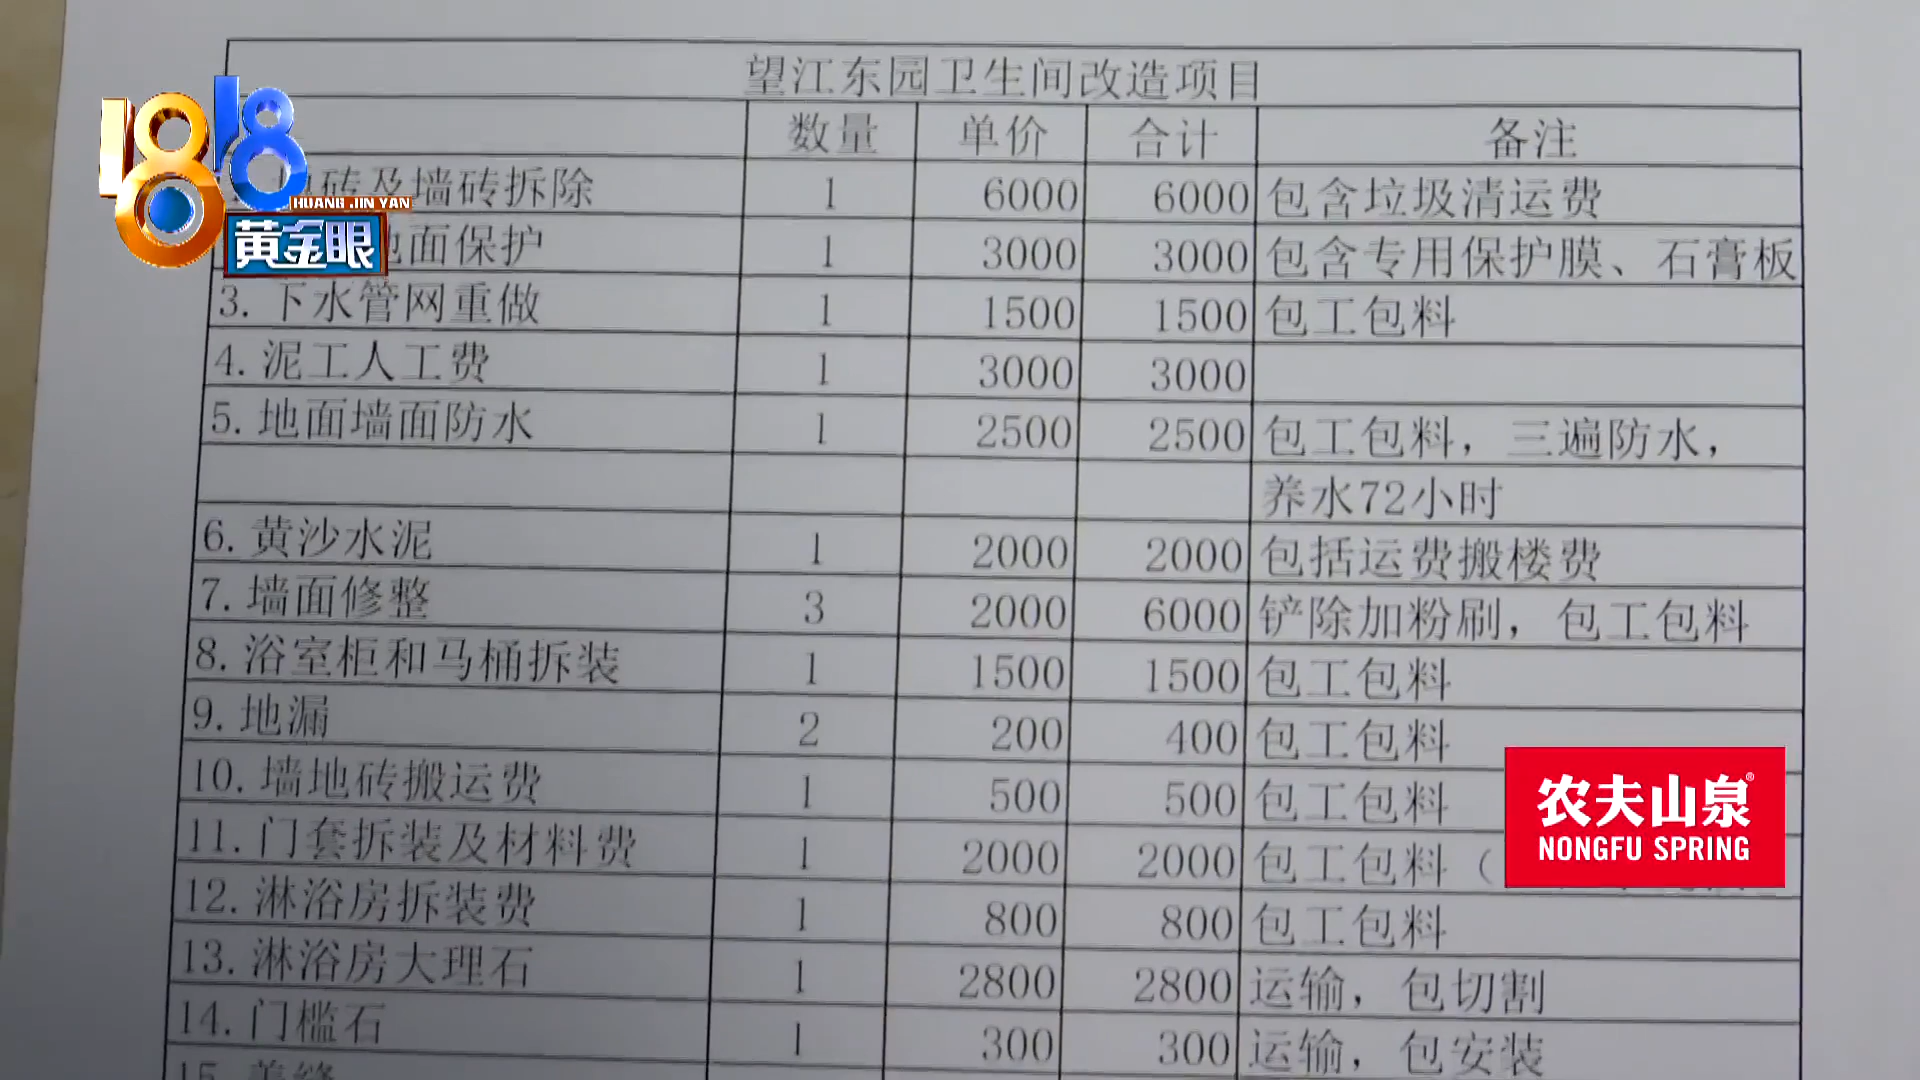 望江东园卫生间改造项目
数量 单价 合计 备注
地砖及墙砖拆除 1 6000 6000 包含垃圾清运费
地面保护 1 3000 3000 包含专用保护膜、石膏板
3.下水管网重做 1 1500 1500 包工包料
4.泥工人工费 1 3000 3000
5.地面墙面防水 1 2500 2500 包工包料，三遍防水，
养水72小时
6.黄沙水泥 1 2000 2000 包括运费搬楼费
7.墙面修整 3 2000 6000 铲除加粉刷，包工包料
8.浴室柜和马桶拆装 1 1500 1500 包工包料
9.地漏 2 200 400 包工包料
10.墙地砖搬运费 1 500 500 包工包料
11.门套拆装及材料费 1 2000 2000 包工包料（
12.淋浴房拆装费 1 800 800 包工包料
13.淋浴房大理石 1 2800 2800 运输，包切割
14.门槛石 1 300 300 运输，包安装
15.美缝
1818
HUANG JIN YAN
黄金眼
农夫山泉®
NONGFU SPRING